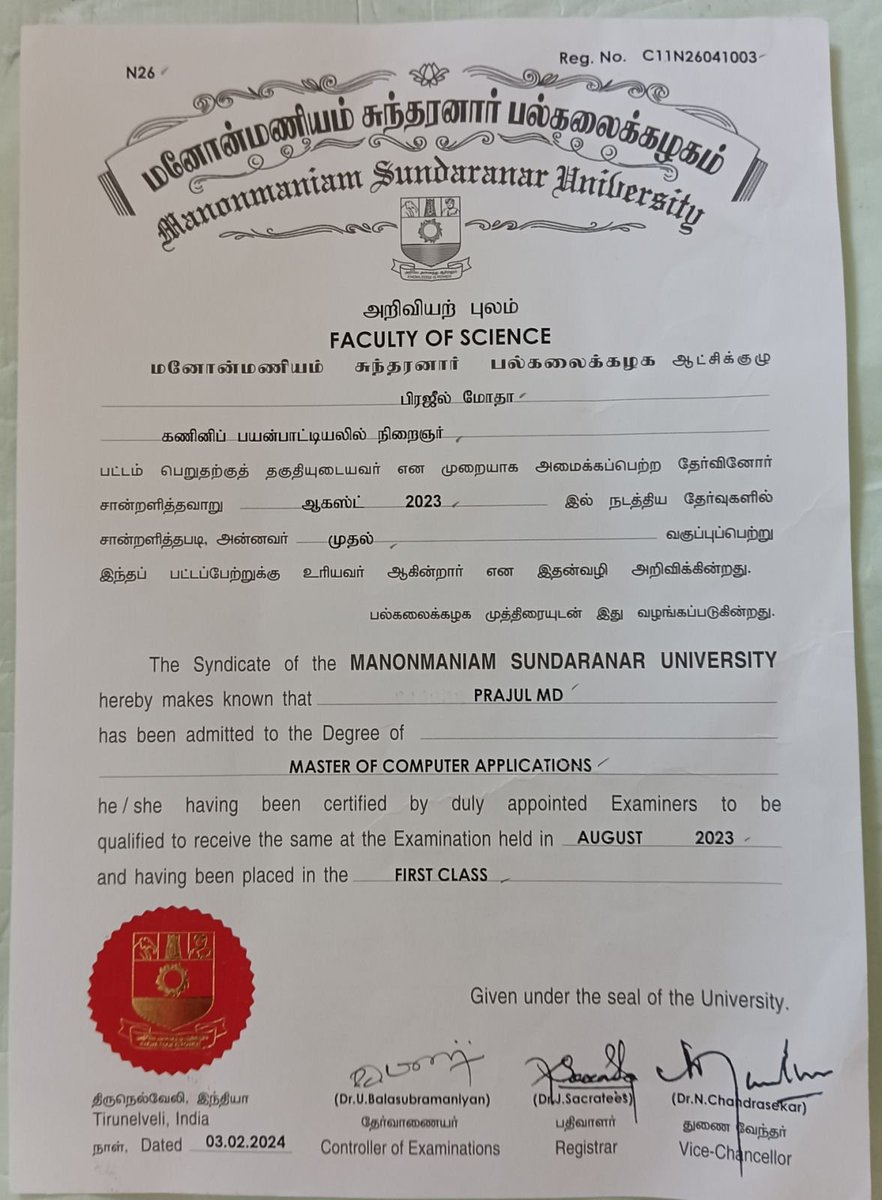 N26
Reg. No. C11N26041003
மனோன்மணியம் சுந்தரனார் பல்கலைக்கழகம்
Manonmaniam Sundaranar University
அறிவியற் புலம்
FACULTY OF SCIENCE
மனோன்மணியம் சுந்தரனார் பல்கலைக்கழக ஆட்சிக்குழு
பிரஜீல் மோதா
கணினிப் பயன்பாட்டியலில் நிறைஞர்
பட்டம் பெறுதற்குத் தகுதியுடையவர் என முறையாக அமைக்கப்பெற்ற தேர்வினோர்
சான்றளித்தவாறு ஆகஸ்ட் 2023 இல் நடத்திய தேர்வுகளில்
சான்றளித்தபடி, அன்னவர் முதல் வகுப்புப்பெற்று
இந்தப் பட்டப்பேற்றுக்கு உரியவர் ஆகின்றார் என இதன்வழி அறிவிக்கின்றது.
பல்கலைக்கழக முத்திரையுடன் இது வழங்கப்படுகின்றது.
The Syndicate of the MANONMANIAM SUNDARANAR UNIVERSITY
hereby makes known that PRAJUL MD
has been admitted to the Degree of
MASTER OF COMPUTER APPLICATIONS
he / she having been certified by duly appointed Examiners to be
qualified to receive the same at the Examination held in AUGUST 2023
and having been placed in the FIRST CLASS
Given under the seal of the University.
திருநெல்வேலி, இந்தியா
Tirunelveli, India
நாள், Dated 03.02.2024
(Dr.U.Balasubramaniyan)
தேர்வாணையர்
Controller of Examinations
(Dr.J.Sacratees)
பதிவாளர்
Registrar
(Dr.N.Chandrasekar)
துணை வேந்தர்
Vice-Chancellor